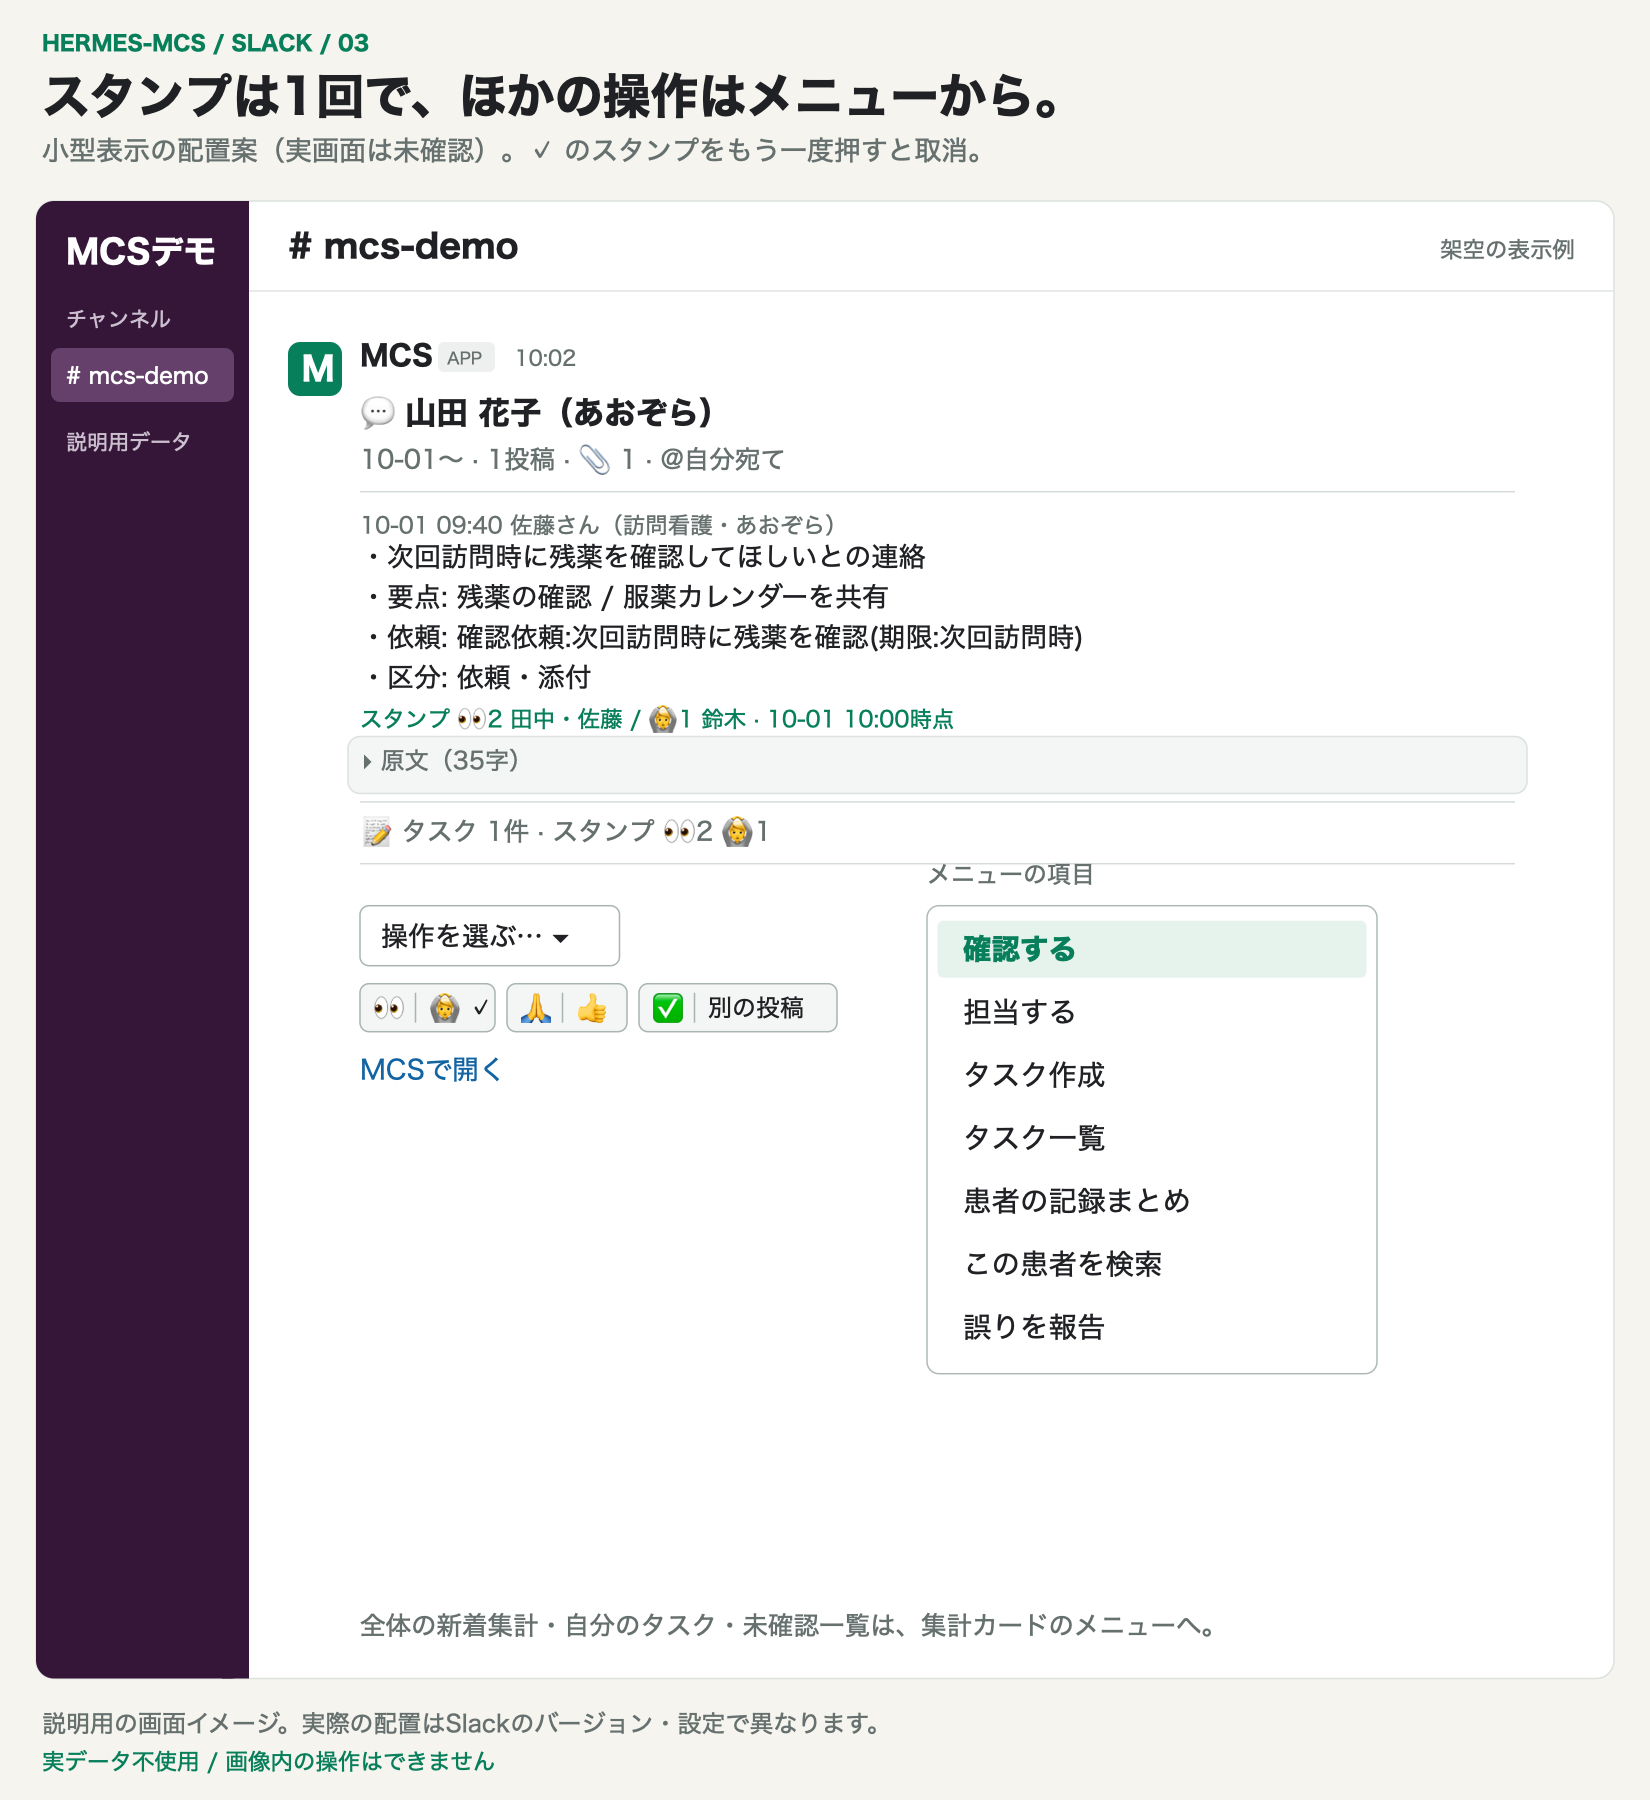 HERMES-MCS / SLACK / 03
スタンプは1回で、ほかの操作はメニューから。
小型表示の配置案（実画面は未確認）。✓ のスタンプをもう一度押すと取消。
MCSデモ
チャンネル
# mcs-demo
説明用データ
# mcs-demo
架空の表示例
M
MCS APP 10:02
💬 山田 花子（あおぞら）
10-01〜 · 1投稿 · 📎 1 · @自分宛て
10-01 09:40 佐藤さん（訪問看護・あおぞら）
・次回訪問時に残薬を確認してほしいとの連絡
・要点: 残薬の確認 / 服薬カレンダーを共有
・依頼: 確認依頼:次回訪問時に残薬を確認(期限:次回訪問時)
・区分: 依頼・添付
スタンプ 👀2 田中・佐藤 / 🙆1 鈴木 · 10-01 10:00時点
▸ 原文（35字）
📝 タスク 1件 · スタンプ 👀2 🙆1
操作を選ぶ… ▾
👀 | 🙆 ✓
🙏 | 👍
✅ | 別の投稿
MCSで開く
メニューの項目
確認する
担当する
タスク作成
タスク一覧
患者の記録まとめ
この患者を検索
誤りを報告
全体の新着集計・自分のタスク・未確認一覧は、集計カードのメニューへ。
説明用の画面イメージ。実際の配置はSlackのバージョン・設定で異なります。
実データ不使用 / 画像内の操作はできません